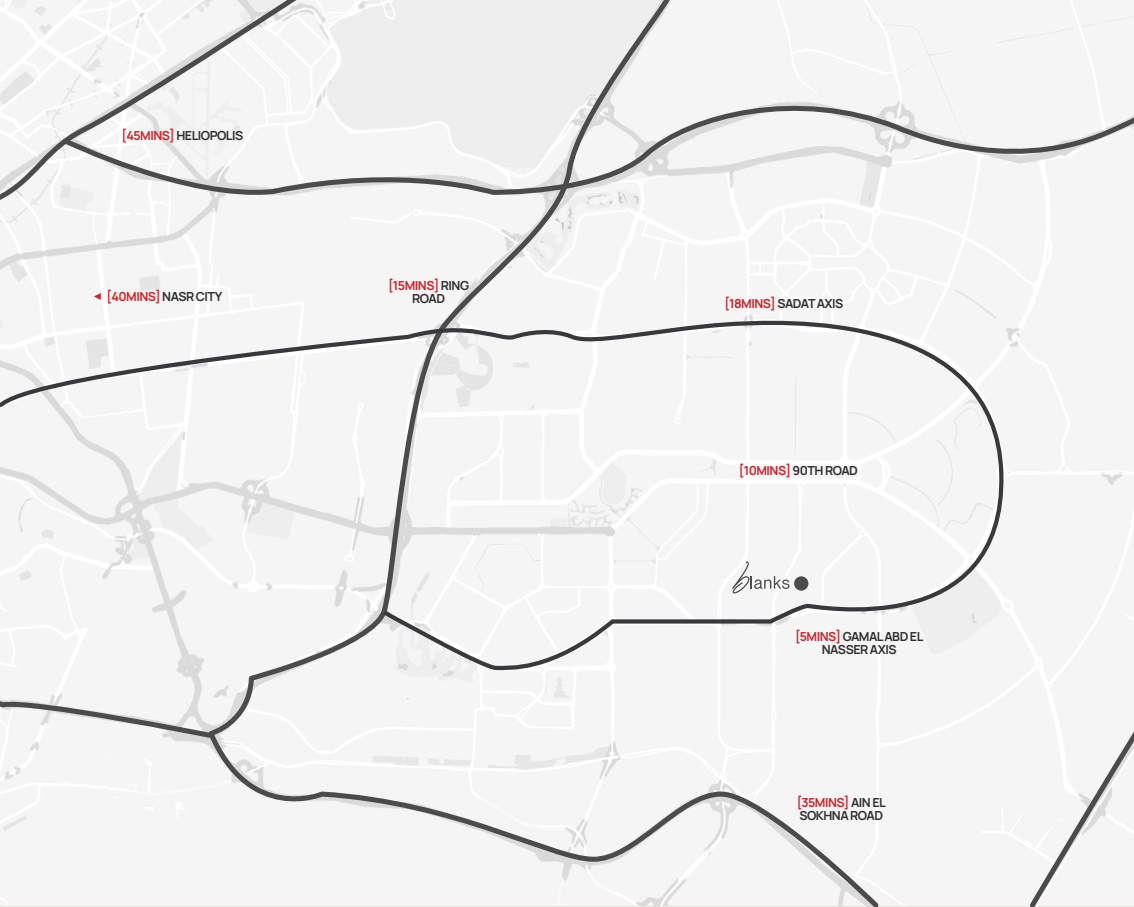 [45MINS] HELIOPOLIS
[15MINS] RING
ROAD
◄ [40MINS] NASR CITY
[18MINS] SADAT AXIS
[10MINS] 90TH ROAD
blanks
[5MINS] GAMAL ABD EL
NASSER AXIS
[35MINS] AIN EL
SOKHNA ROAD